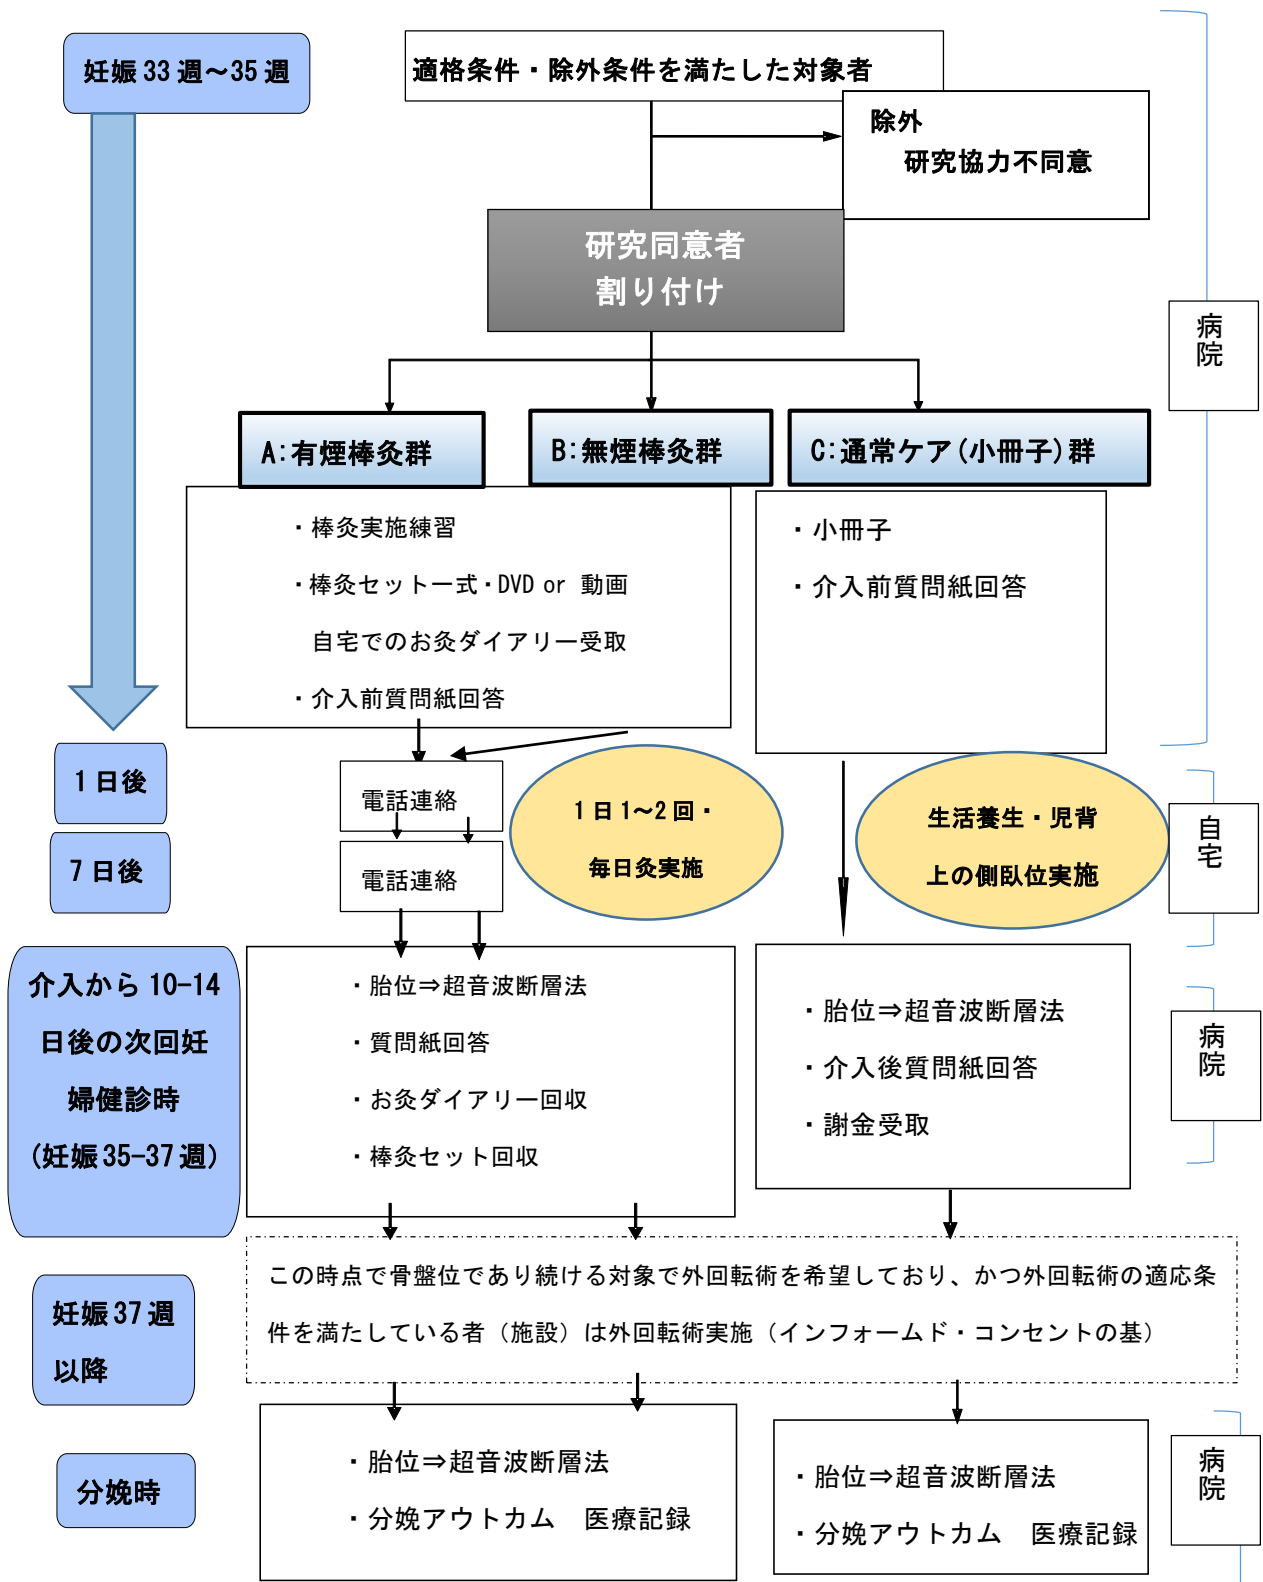 妊娠33週～35週
適格条件・除外条件を満たした対象者
除外
研究協力不同意
研究同意者
割り付け
病院
A:有煙棒灸群
B:無煙棒灸群
C:通常ケア(小冊子)群
・棒灸実施練習
・棒灸セット一式・DVD or 動画
自宅でのお灸ダイアリー受取
・介入前質問紙回答
・小冊子
・介入前質問紙回答
1日後
電話連絡
7日後
電話連絡
1日1～2回・
毎日灸実施
生活養生・児背
上の側臥位実施
自宅
介入から10-14
日後の次回妊
婦健診時
(妊娠35-37週)
・胎位⇒超音波断層法
・質問紙回答
・お灸ダイアリー回収
・棒灸セット回収
・胎位⇒超音波断層法
・介入後質問紙回答
・謝金受取
病院
妊娠37週
以降
この時点で骨盤位であり続ける対象で外回転術を希望しており、かつ外回転術の適応条
件を満たしている者（施設）は外回転術実施（インフォームド・コンセントの基）
分娩時
・胎位⇒超音波断層法
・分娩アウトカム　医療記録
・胎位⇒超音波断層法
・分娩アウトカム　医療記録
病院